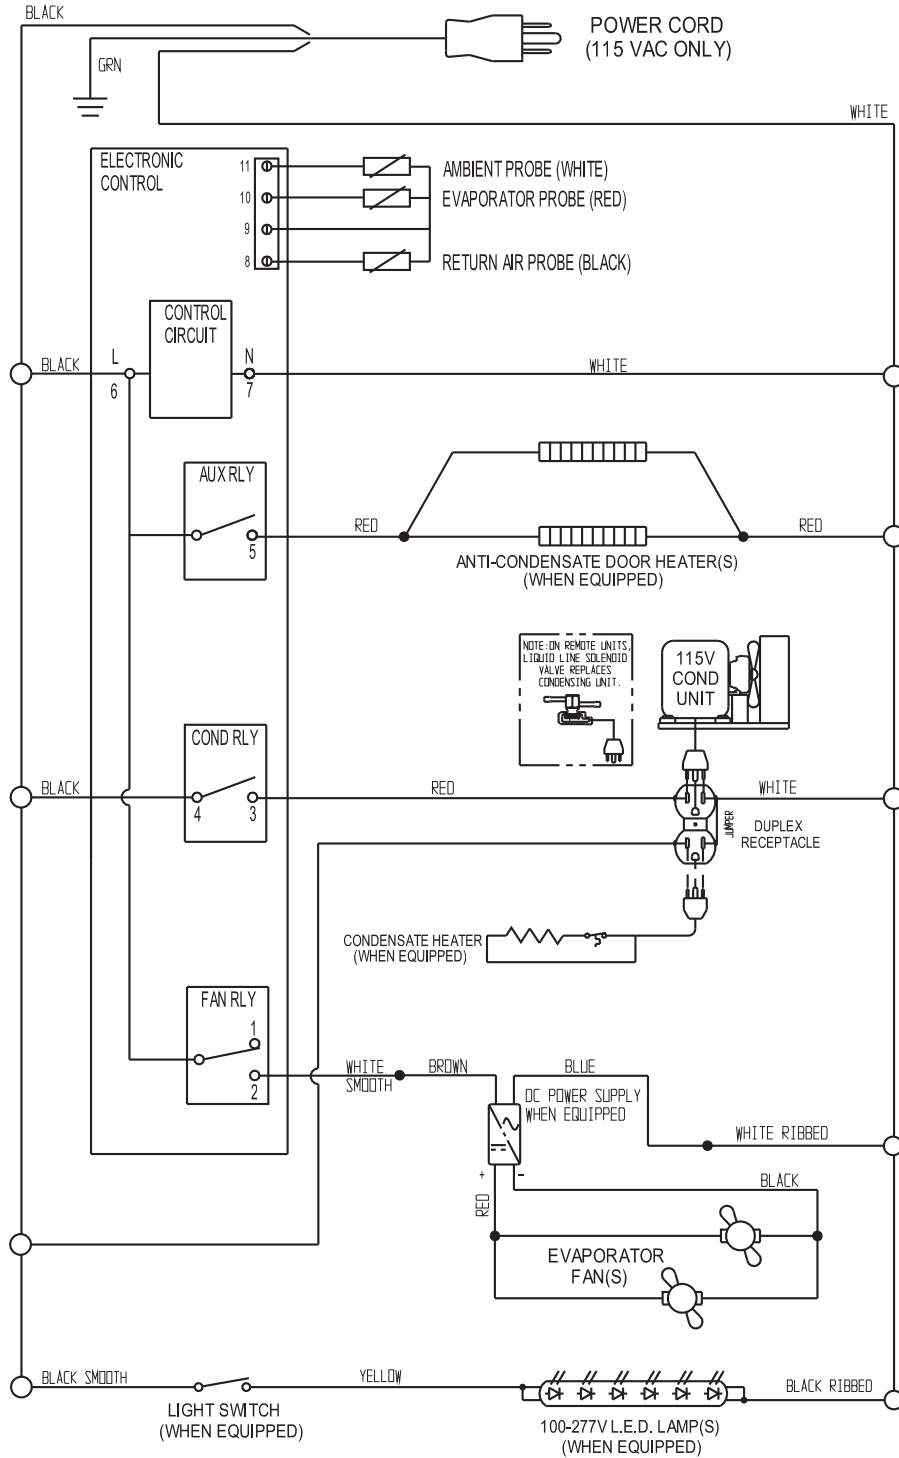 BLACK
POWER CORD
(115 VAC ONLY)
GRN
WHITE
ELECTRONIC
CONTROL
11
AMBIENT PROBE (WHITE)
10
EVAPORATOR PROBE (RED)
9
8
RETURN AIR PROBE (BLACK)
CONTROL
CIRCUIT
BLACK
L
6
N
7
WHITE
AUX RLY
5
RED
RED
ANTI-CONDENSATE DOOR HEATER(S)
(WHEN EQUIPPED)
NOTE: ON REMOTE UNITS,
LIQUID LINE SOLENOID
VALVE REPLACES
CONDENSING UNIT.
115V
COND
UNIT
COND RLY
BLACK
4
3
RED
WHITE
JUMPER
DUPLEX
RECEPTACLE
CONDENSATE HEATER
(WHEN EQUIPPED)
FAN RLY
1
2
WHITE
SMOOTH
BROWN
BLUE
DC POWER SUPPLY
WHEN EQUIPPED
WHITE RIBBED
+
-
RED
BLACK
EVAPORATOR
FAN(S)
BLACK SMOOTH
YELLOW
BLACK RIBBED
LIGHT SWITCH
(WHEN EQUIPPED)
100-277V L.E.D. LAMP(S)
(WHEN EQUIPPED)